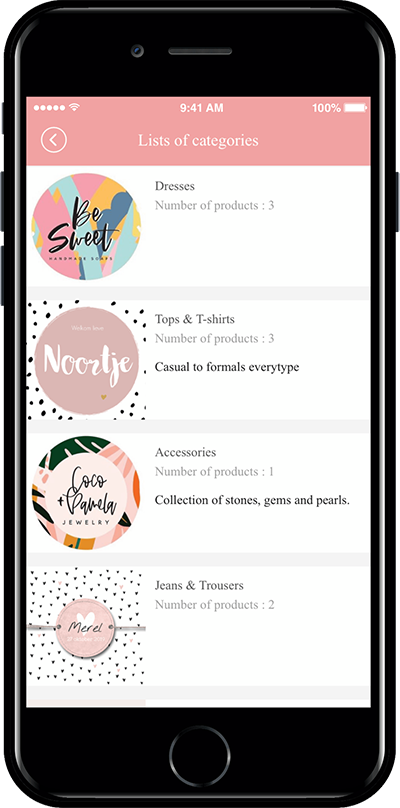 9:41 AM 100%
Lists of categories
Be
Sweet
HANDMADE SOAPS
Dresses
Number of products : 3
Welkom lieve
Noortje
Tops & T-shirts
Number of products : 3
Casual to formals everytype
Coco
+ Pamela
JEWELRY
Accessories
Number of products : 1
Collection of stones, gems and pearls.
Merel
Jeans & Trousers
Number of products : 2